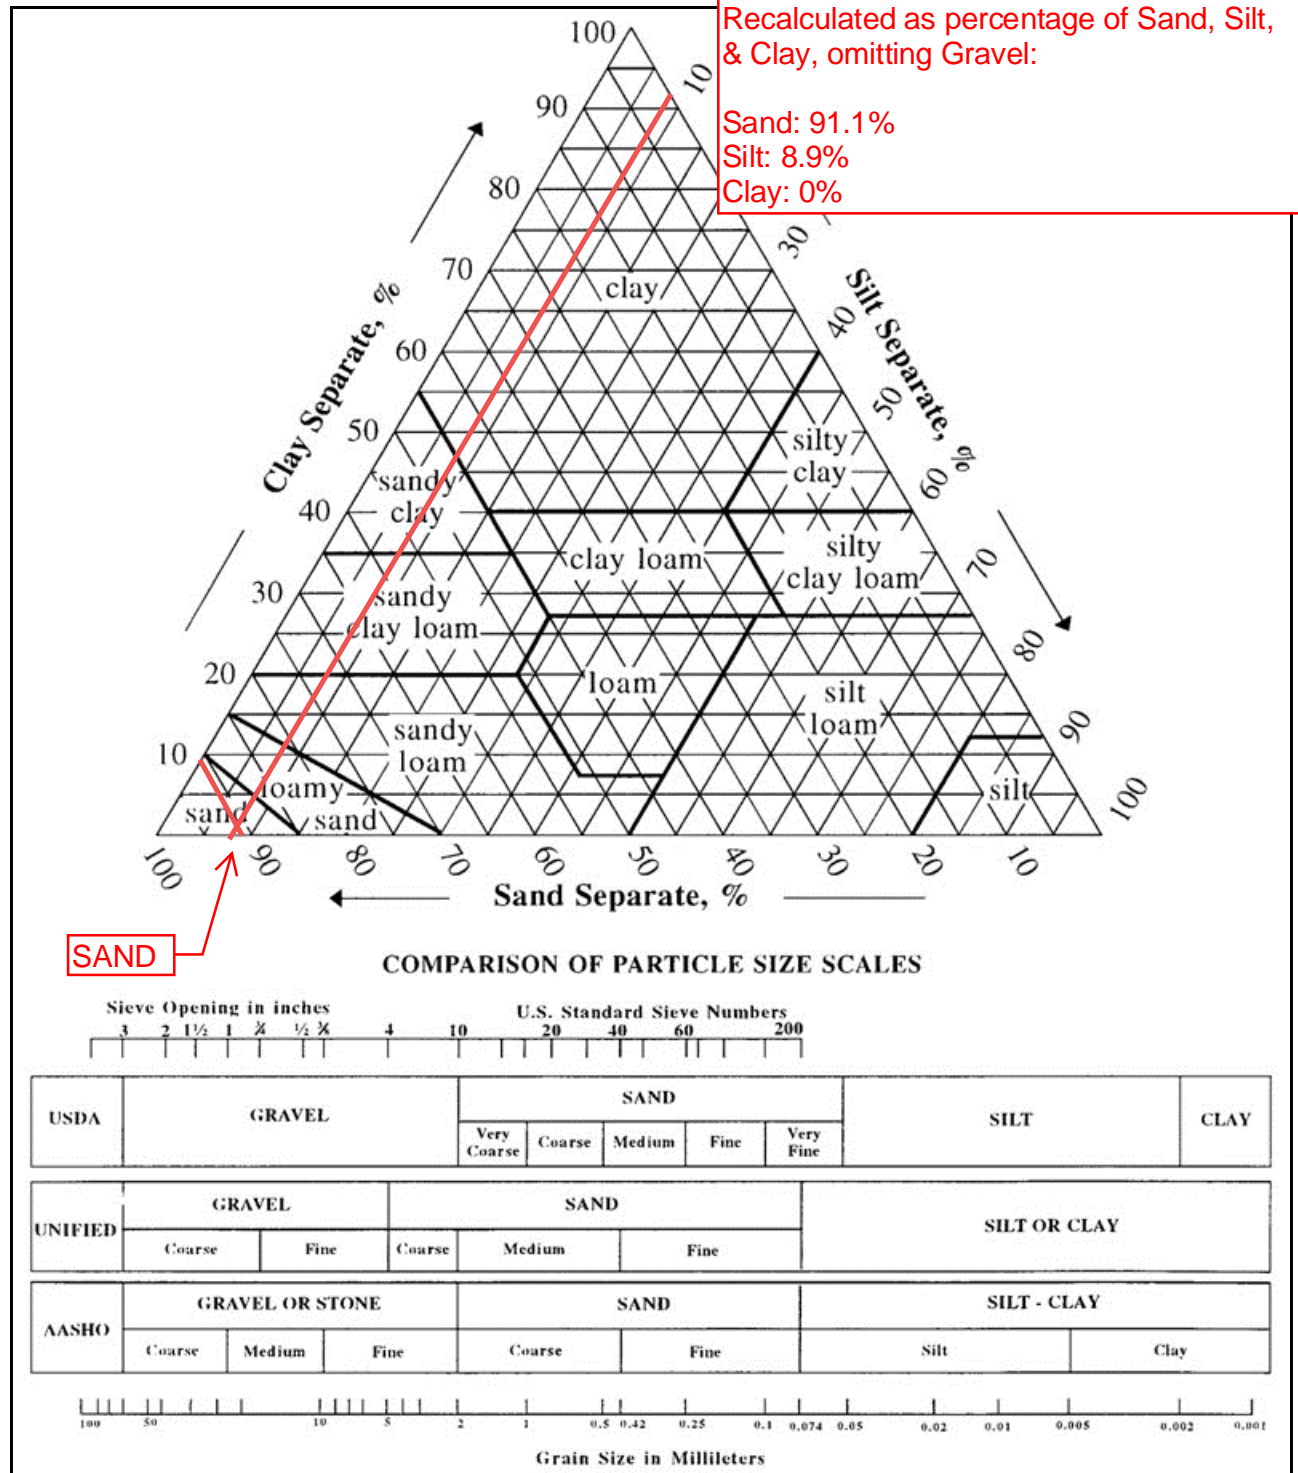 Recalculated as percentage of Sand, Silt,
& Clay, omitting Gravel:
Sand: 91.1%
Silt: 8.9%
Clay: 0%
100
90
80
70
60
50
40
30
20
10
Clay Separate, %
10
30
40
50
60
70
80
90
100
Silt Separate, %
clay
silty
clay
sandy
clay
clay loam
silty
clay loam
sandy
clay loam
loam
silt
loam
sandy
loam
loamy
sand
sand
silt
100
90
80
70
60
50
40
30
20
10
Sand Separate, %
SAND
COMPARISON OF PARTICLE SIZE SCALES
Sieve Opening in inches
U.S. Standard Sieve Numbers
3 2 1½ 1 ¾ ½ ⅜ 4 10 20 40 60 200
USDA
GRAVEL
SAND
SILT
CLAY
Very
Coarse
Coarse
Medium
Fine
Very
Fine
UNIFIED
GRAVEL
SAND
SILT OR CLAY
Coarse
Fine
Coarse
Medium
Fine
AASHO
GRAVEL OR STONE
SAND
SILT - CLAY
Coarse
Medium
Fine
Coarse
Fine
Silt
Clay
100 50 10 5 2 1 0.5 0.42 0.25 0.1 0.074 0.05 0.02 0.01 0.005 0.002 0.001
Grain Size in Millileters